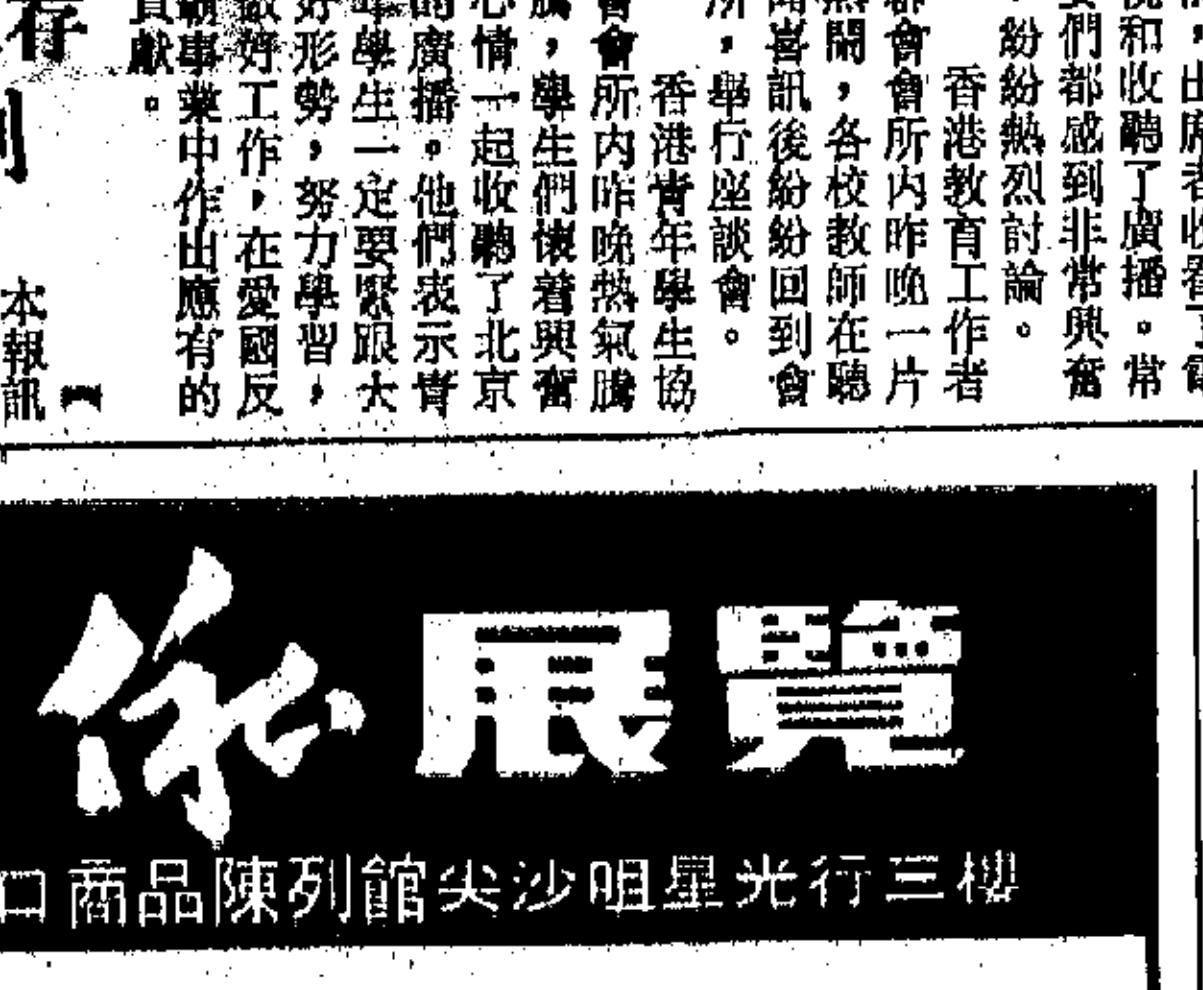 出席者收看了電
視和收聽了廣播。常
委們都感到非常興奮
,紛紛熱烈討論。
香港教育工作者
會會所內昨晚一片
熱鬧,各校教師在聽
喜訊後紛紛回到會
所,舉行座談會。
香港青年學生協
會會所內昨晚熱氣騰
騰,學生們懷着興奮
心情一起收聽了北京
的廣播。他們表示青
年學生一定要緊跟大
好形勢,努力學習,
做好工作,在愛國反
霸事業中作出應有的
貢獻。
【
本報訊
展覽
口商品陳列館尖沙咀星光行三樓